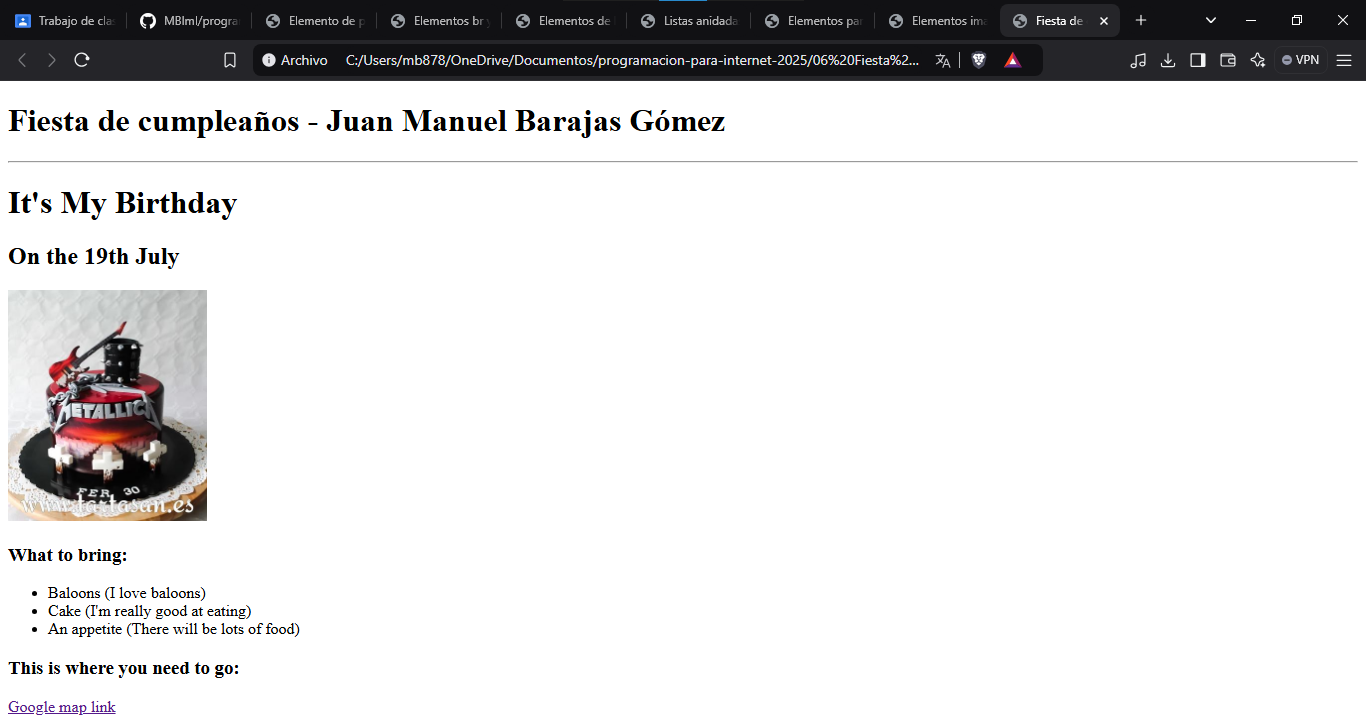 Trabajo de cla
MBIml/progra
Elemento de p
Elementos br y
Elementos de l
Listas anidada
Elementos par
Elementos ima
Fiesta de
Archivo
C:/Users/mb878/OneDrive/Documentos/programacion-para-internet-2025/06%20Fiesta%2...
VPN
Fiesta de cumpleaños - Juan Manuel Barajas Gómez
It's My Birthday
On the 19th July
METALLICA
FER 30
www.tartasan.es
What to bring:
Baloons (I love baloons)
Cake (I'm really good at eating)
An appetite (There will be lots of food)
This is where you need to go:
Google map link